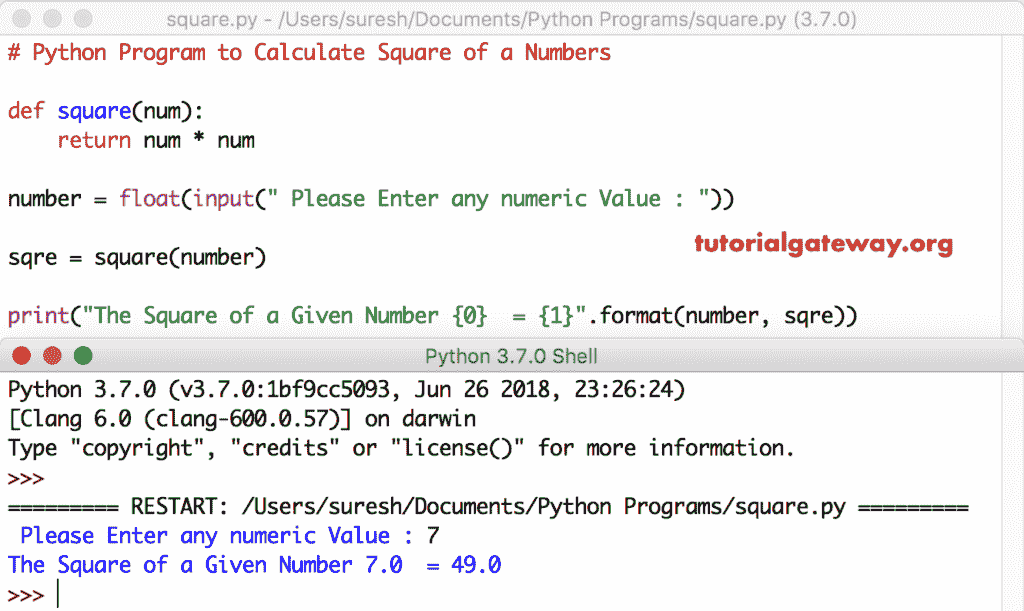 square.py - /Users/suresh/Documents/Python Programs/square.py (3.7.0)
# Python Program to Calculate Square of a Numbers
def square(num):
    return num * num
number = float(input(" Please Enter any numeric Value : "))
tutorialgateway.org
sqre = square(number)
print("The Square of a Given Number {0}  = {1}".format(number, sqre))
Python 3.7.0 Shell
Python 3.7.0 (v3.7.0:1bf9cc5093, Jun 26 2018, 23:26:24)
[Clang 6.0 (clang-600.0.57)] on darwin
Type "copyright", "credits" or "license()" for more information.
>>>
========= RESTART: /Users/suresh/Documents/Python Programs/square.py =========
 Please Enter any numeric Value : 7
The Square of a Given Number 7.0  = 49.0
>>>